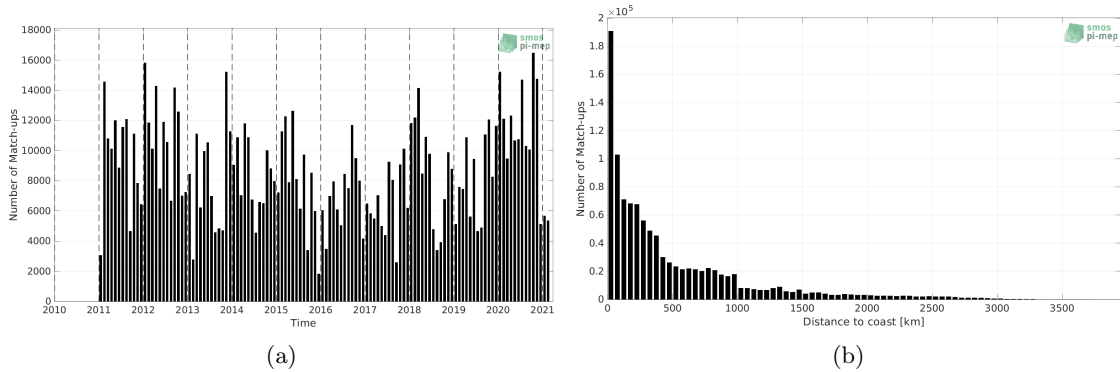 18000
16000
14000
12000
10000
8000
6000
4000
2000
0
Number of Match-ups
2010 2011 2012 2013 2014 2015 2016 2017 2018 2019 2020 2021
Time
smos
pi-mep
(a)
×10⁵
2
1.8
1.6
1.4
1.2
1
0.8
0.6
0.4
0.2
0
Number of Match-ups
0 500 1000 1500 2000 2500 3000 3500
Distance to coast [km]
smos
pi-mep
(b)